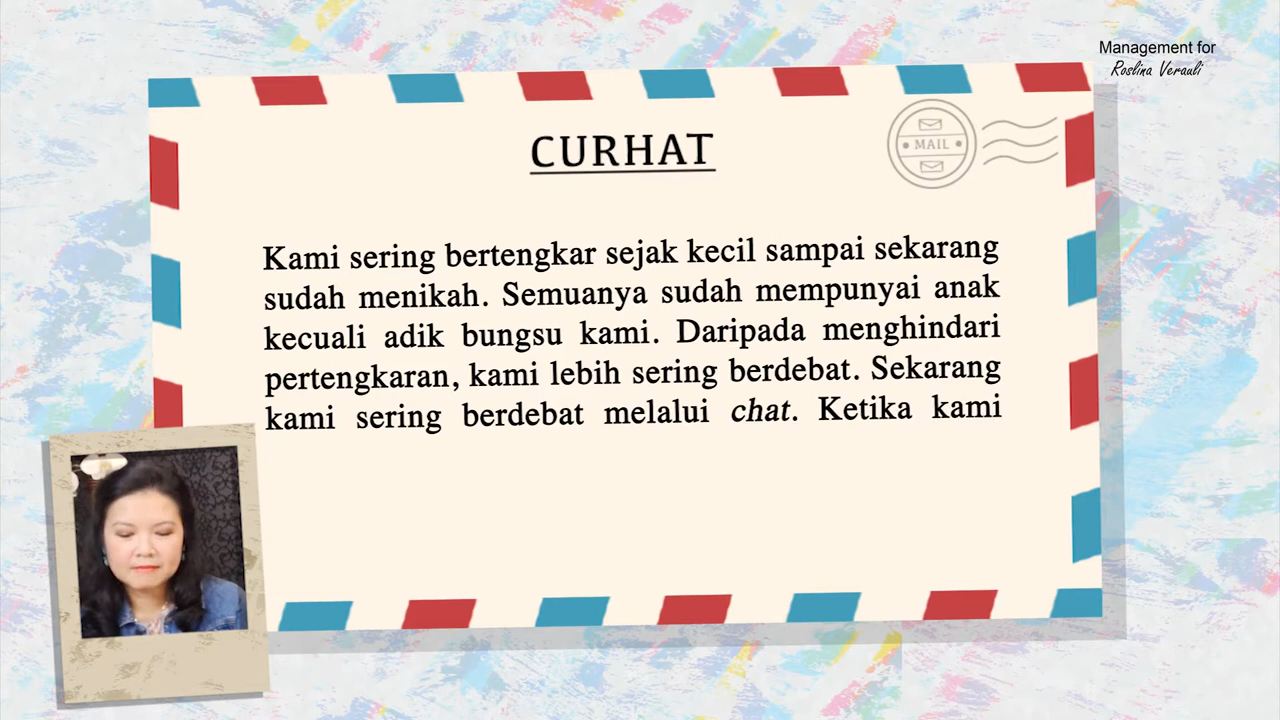 Management for
Roslina Verauli
CURHAT
MAIL
Kami sering bertengkar sejak kecil sampai sekarang
sudah menikah. Semuanya sudah mempunyai anak
kecuali adik bungsu kami. Daripada menghindari
pertengkaran, kami lebih sering berdebat. Sekarang
kami sering berdebat melalui chat. Ketika kami